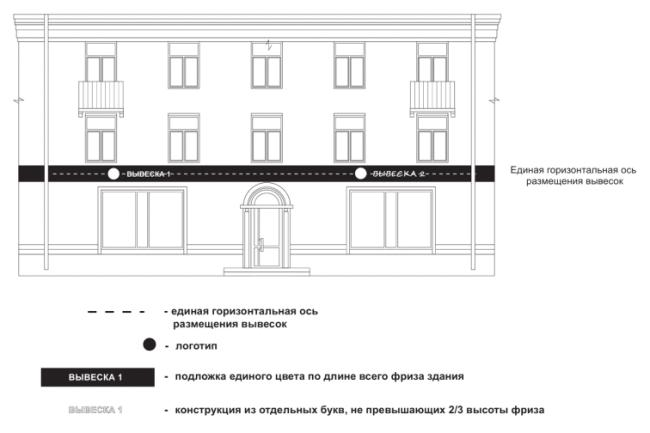 ВЫВЕСКА 1
ВЫВЕСКА 2
Единая горизонтальная ось
размещения вывесок
- единая горизонтальная ось
размещения вывесок
- логотип
ВЫВЕСКА 1 - подложка единого цвета по длине всего фриза здания
ВЫВЕСКА 1 - конструкция из отдельных букв, не превышающих 2/3 высоты фриза